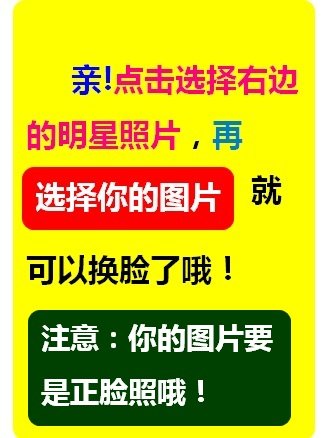 亲!点击选择右边
的明星照片，再
选择你的图片 就
可以换脸了哦！
注意：你的图片要
是正脸照哦！